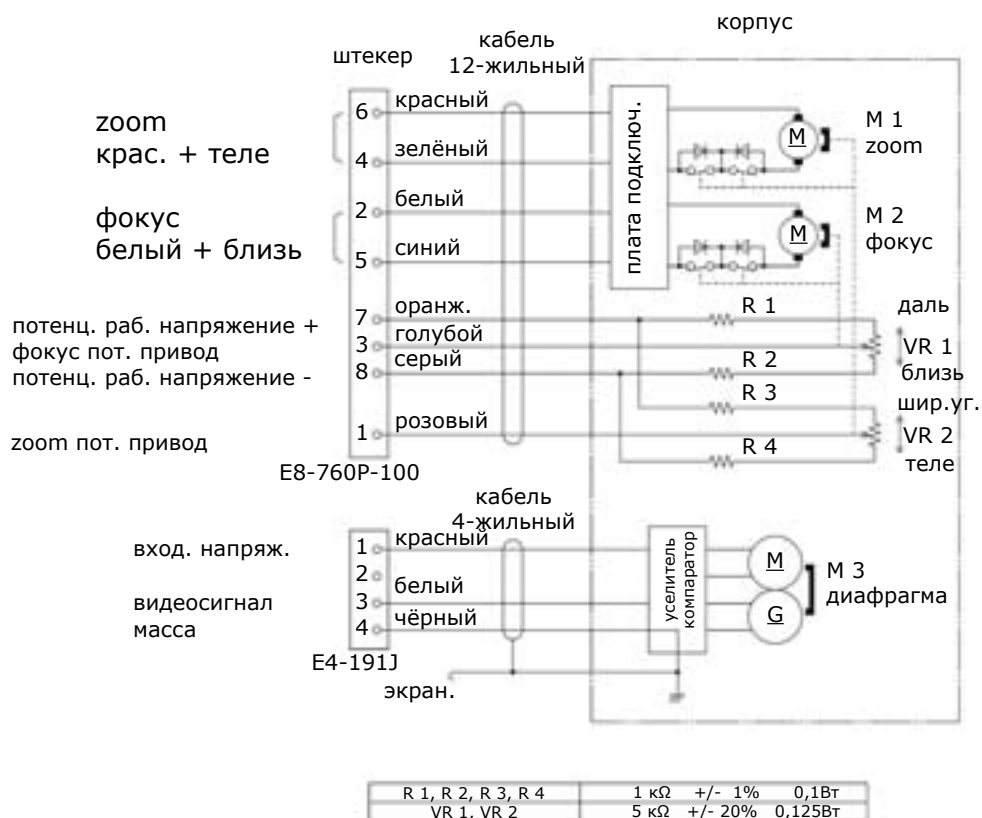 корпус
штекер
кабель
12-жильный
zoom
крас. + теле
фокус
белый + близь
потенц. раб. напряжение +
фокус пот. привод
потенц. раб. напряжение -
zoom пот. привод
6 красный
4 зелёный
2 белый
5 синий
7 оранж.
3 голубой
8 серый
1 розовый
E8-760P-100
плата подключ.
M
M 1
zoom
M
M 2
фокус
R 1
R 2
R 3
R 4
даль
VR 1
близь
шир.уг.
VR 2
теле
кабель
4-жильный
вход. напряж.
видеосигнал
масса
1 красный
2
3 белый
4 чёрный
E4-191J
экран.
уселитель
компаратор
M
G
M 3
диафрагма
R 1, R 2, R 3, R 4 1 кΩ +/- 1% 0,1Вт
VR 1, VR 2 5 кΩ +/- 20% 0,125Вт